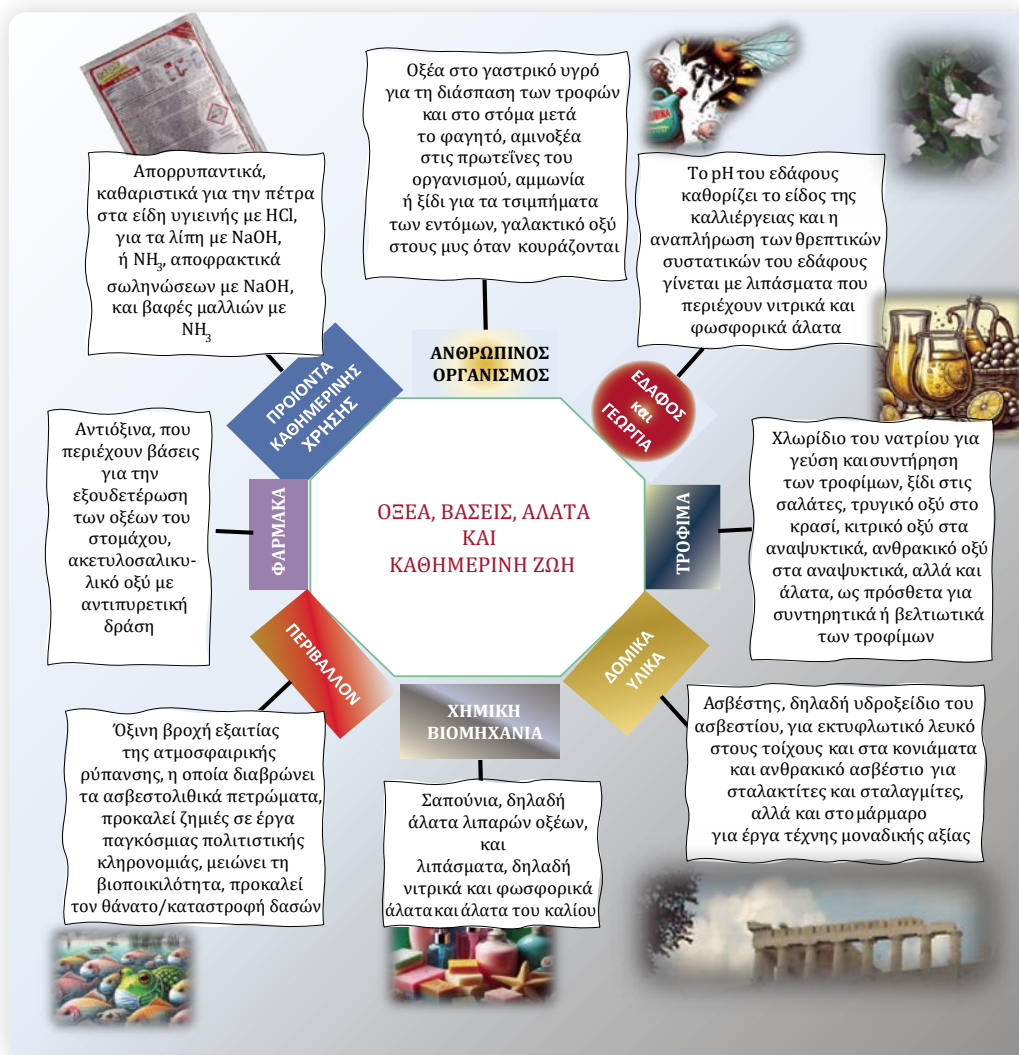 Οξέα στο γαστρικό υγρό
για τη διάσπαση των τροφών
και στο στόμα μετά
το φαγητό, αμινοξέα
στις πρωτεΐνες του
οργανισμού, αμμωνία
ή ξίδι για τα τσιμπήματα
των εντόμων, γαλακτικό οξύ
στους μυς όταν κουράζονται
Απορρυπαντικά,
καθαριστικά για την πέτρα
στα είδη υγιεινής με HCl,
για τα λίπη με NaOH,
ή NH₃, αποφρακτικά
σωληνώσεων με NaOH,
και βαφές μαλλιών με
NH₃
Το pH του εδάφους
καθορίζει το είδος της
καλλιέργειας και η
αναπλήρωση των θρεπτικών
συστατικών του εδάφους
γίνεται με λιπάσματα που
περιέχουν νιτρικά και
φωσφορικά άλατα
ΠΡΟΪΟΝΤΑ
ΚΑΘΗΜΕΡΙΝΗΣ
ΧΡΗΣΗΣ
ΑΝΘΡΩΠΙΝΟΣ
ΟΡΓΑΝΙΣΜΟΣ
ΕΔΑΦΟΣ
και
ΓΕΩΡΓΙΑ
Αντιόξινα, που
περιέχουν βάσεις
για την
εξουδετέρωση
των οξέων του
στομάχου,
ακετυλοσαλικυ-
λικό οξύ με
αντιπυρετική
δράση
ΦΑΡΜΑΚΑ
ΟΞΕΑ, ΒΑΣΕΙΣ, ΑΛΑΤΑ
ΚΑΙ
ΚΑΘΗΜΕΡΙΝΗ ΖΩΗ
ΤΡΟΦΙΜΑ
Χλωρίδιο του νατρίου για
γεύση και συντήρηση
των τροφίμων, ξίδι στις
σαλάτες, τρυγικό οξύ στο
κρασί, κιτρικό οξύ στα
αναψυκτικά, ανθρακικό οξύ
στα αναψυκτικά, αλλά και
άλατα, ως πρόσθετα για
συντηρητικά ή βελτιωτικά
των τροφίμων
ΠΕΡΙΒΑΛΛΟΝ
ΧΗΜΙΚΗ
ΒΙΟΜΗΧΑΝΙΑ
ΔΟΜΙΚΑ
ΥΛΙΚΑ
Όξινη βροχή εξαιτίας
της ατμοσφαιρικής
ρύπανσης, η οποία διαβρώνει
τα ασβεστολιθικά πετρώματα,
προκαλεί ζημιές σε έργα
παγκόσμιας πολιτιστικής
κληρονομιάς, μειώνει τη
βιοποικιλότητα, προκαλεί
τον θάνατο/καταστροφή δασών
Σαπούνια, δηλαδή
άλατα λιπαρών οξέων,
και
λιπάσματα, δηλαδή
νιτρικά και φωσφορικά
άλατα και άλατα του καλίου
Ασβέστης, δηλαδή υδροξείδιο του
ασβεστίου, για εκτυφλωτικό λευκό
στους τοίχους και στα κονιάματα
και ανθρακικό ασβέστιο για
σταλακτίτες και σταλαγμίτες,
αλλά και στο μάρμαρο
για έργα τέχνης μοναδικής αξίας